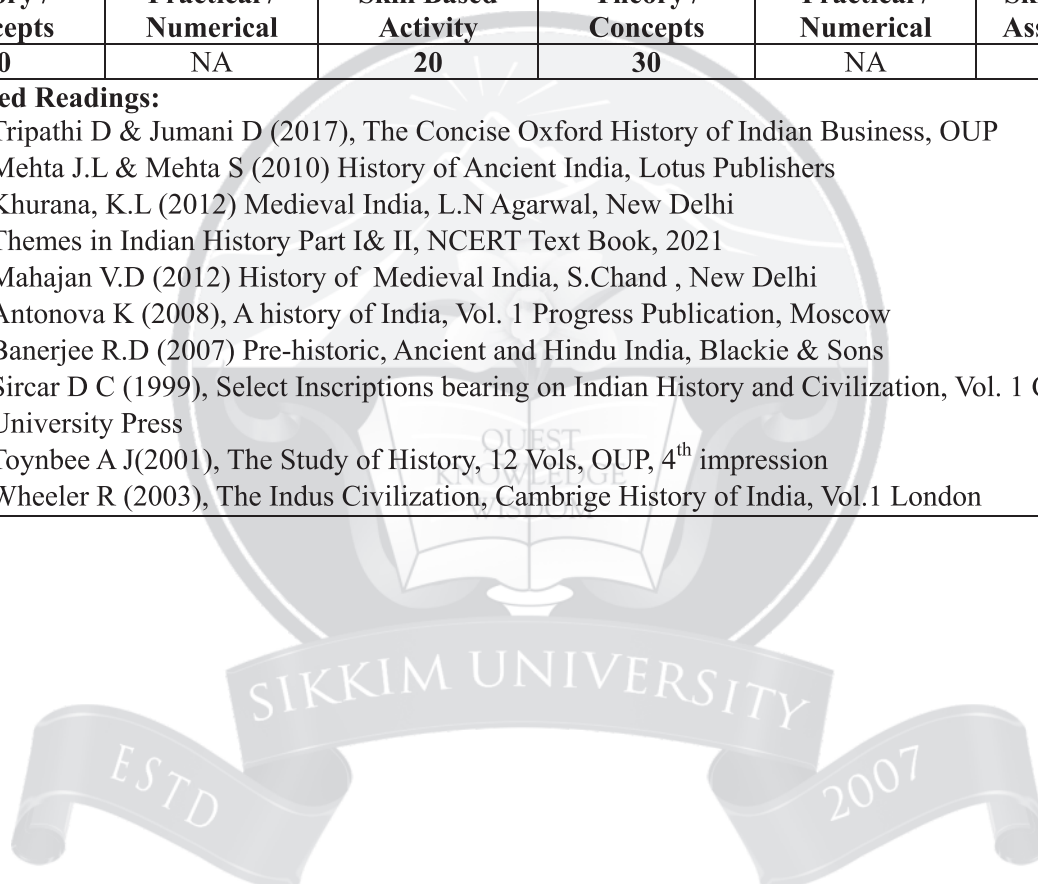 cepts Numerical Activity Concepts Numerical
0 NA 20 30 NA
ed Readings:
Tripathi D & Jumani D (2017), The Concise Oxford History of Indian Business, OUP
Mehta J.L & Mehta S (2010) History of Ancient India, Lotus Publishers
Khurana, K.L (2012) Medieval India, L.N Agarwal, New Delhi
Themes in Indian History Part I& II, NCERT Text Book, 2021
Mahajan V.D (2012) History of Medieval India, S.Chand , New Delhi
Antonova K (2008), A history of India, Vol. 1 Progress Publication, Moscow
Banerjee R.D (2007) Pre-historic, Ancient and Hindu India, Blackie & Sons
Sircar D C (1999), Select Inscriptions bearing on Indian History and Civilization, Vol. 1
University Press
Toynbee A J(2001), The Study of History, 12 Vols, OUP, 4th impression
Wheeler R (2003), The Indus Civilization, Cambrige History of India, Vol.1 London
QUEST
KNOWLEDGE
WISDOM
SIKKIM UNIVERSITY
ESTD 2007